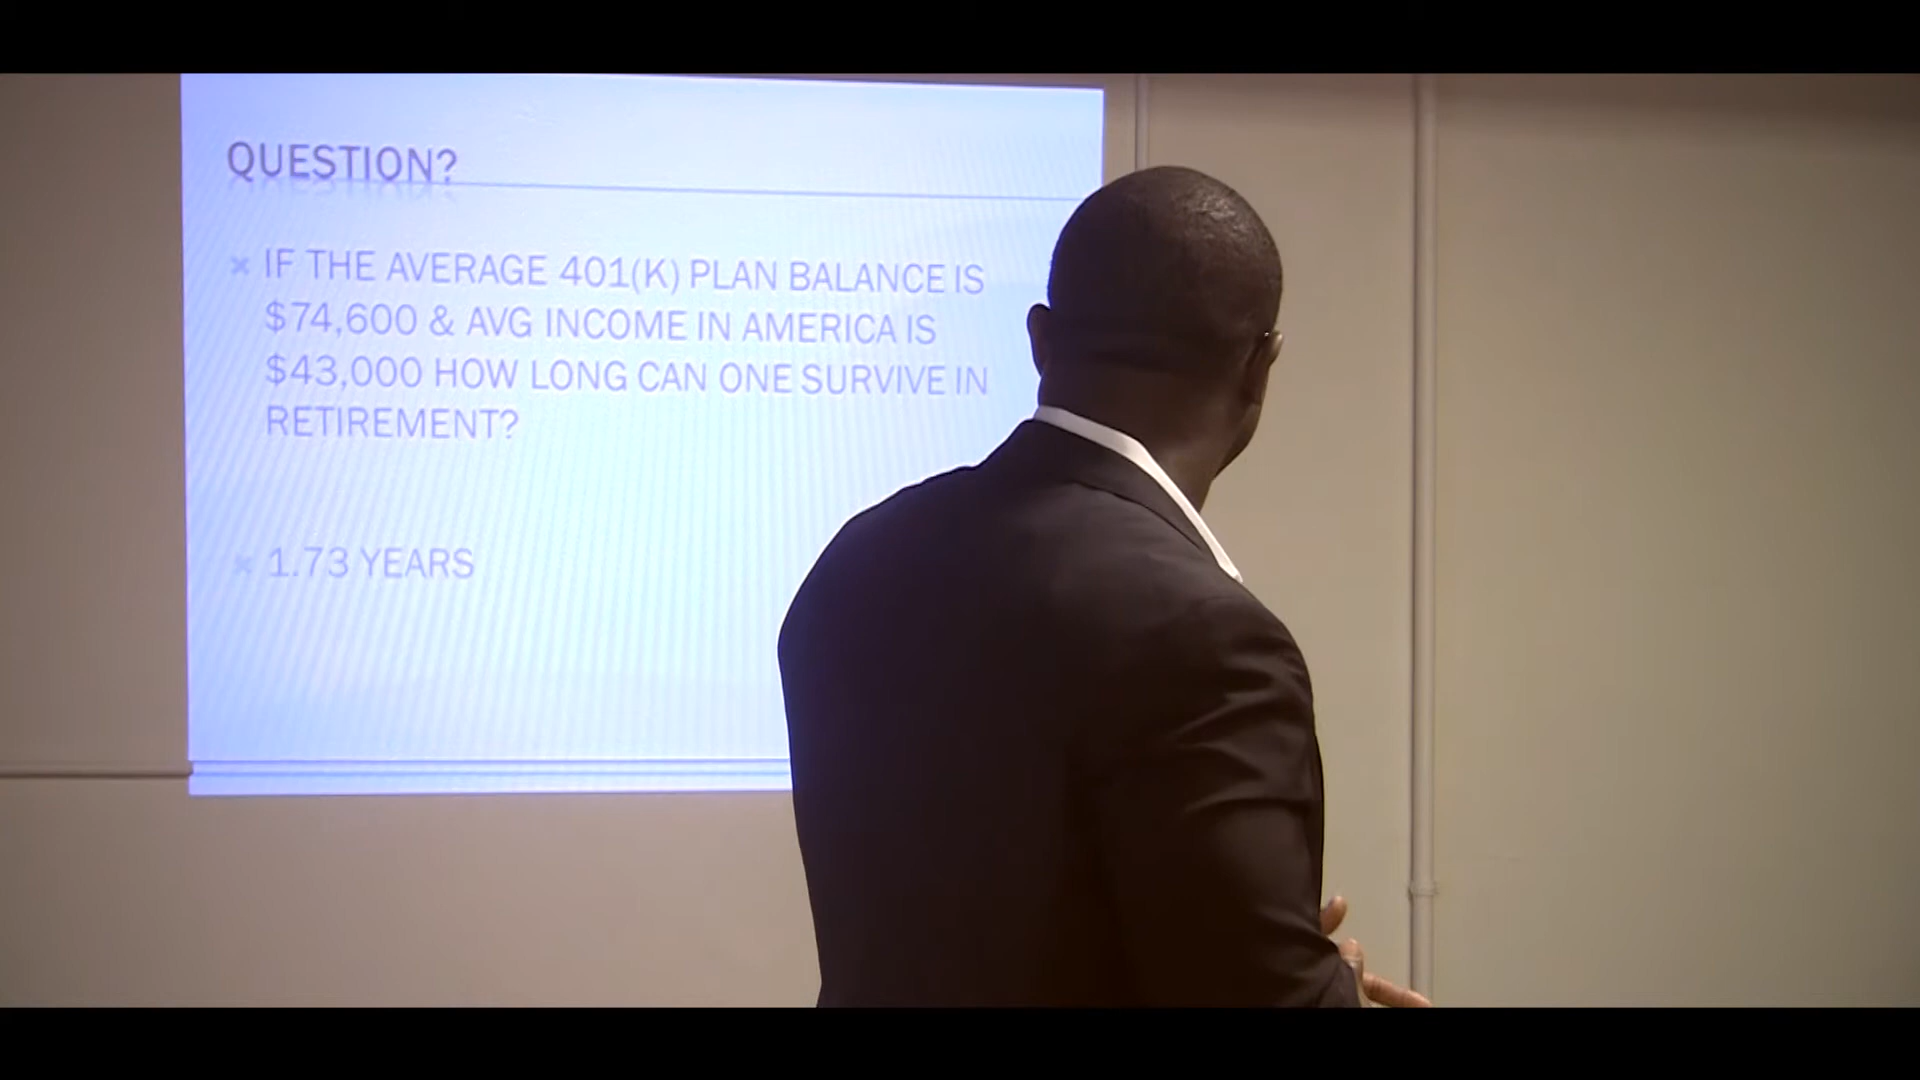 QUESTION?
IF THE AVERAGE 401(K) PLAN BALANCE IS
$74,600 & AVG INCOME IN AMERICA IS
$43,000 HOW LONG CAN ONE SURVIVE IN
RETIREMENT?
1.73 YEARS